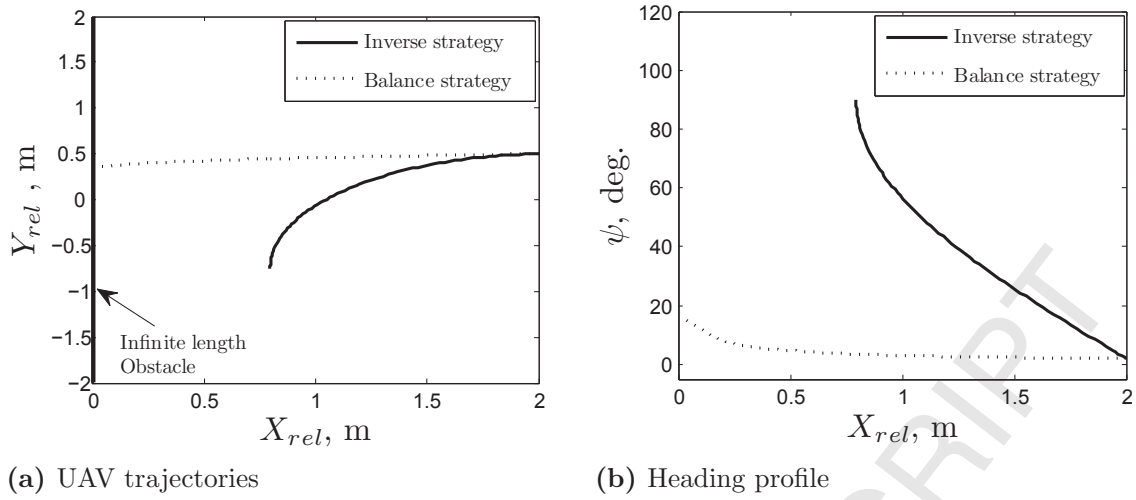 2
1.5
1
0.5
0
−0.5
−1
−1.5
−2
Y_rel , m
Inverse strategy
Balance strategy
Infinite length
Obstacle
0
0.5
1
1.5
2
X_rel, m
(a) UAV trajectories
120
100
80
60
40
20
0
ψ, deg.
Inverse strategy
Balance strategy
0
0.5
1
1.5
2
X_rel, m
(b) Heading profile
RIPT